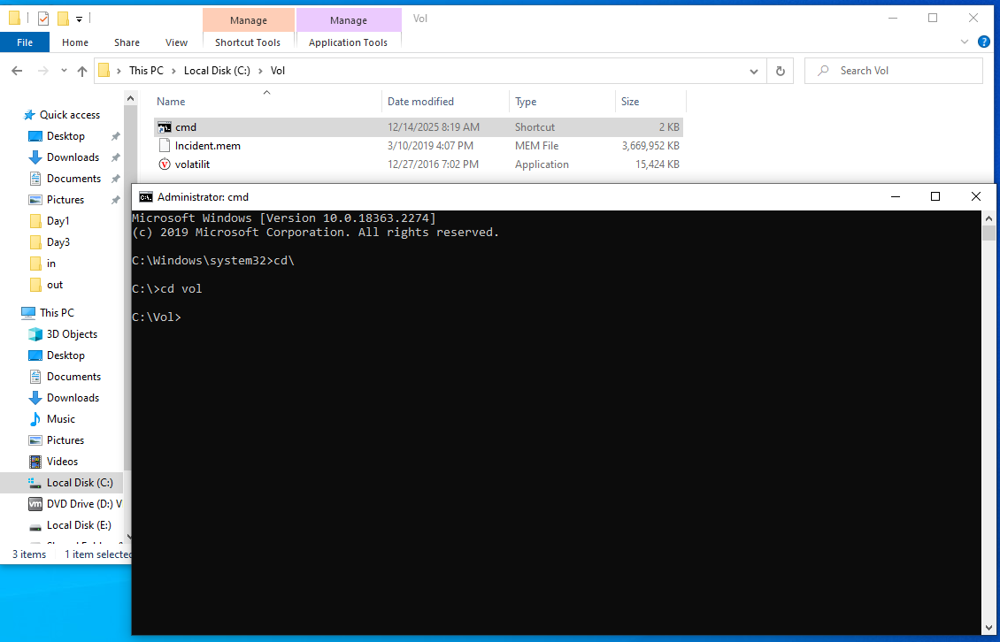 Manage
Manage
Vol
File
Home
Share
View
Shortcut Tools
Application Tools
This PC
Local Disk (C:)
Vol
Search Vol
Name
Date modified
Type
Size
cmd
12/14/2025 8:19 AM
Shortcut
2 KB
Incident.mem
3/10/2019 4:07 PM
MEM File
3,669,952 KB
volatilit
12/27/2016 7:02 PM
Application
15,424 KB
Quick access
Desktop
Downloads
Documents
Pictures
Day1
Day3
in
out
This PC
3D Objects
Desktop
Documents
Downloads
Music
Pictures
Videos
Local Disk (C:)
DVD Drive (D:) V
Local Disk (E:)
3 items
1 item selected
Administrator: cmd
Microsoft Windows [Version 10.0.18363.2274]
(c) 2019 Microsoft Corporation. All rights reserved.
C:\Windows\system32>cd\
C:\>cd vol
C:\Vol>